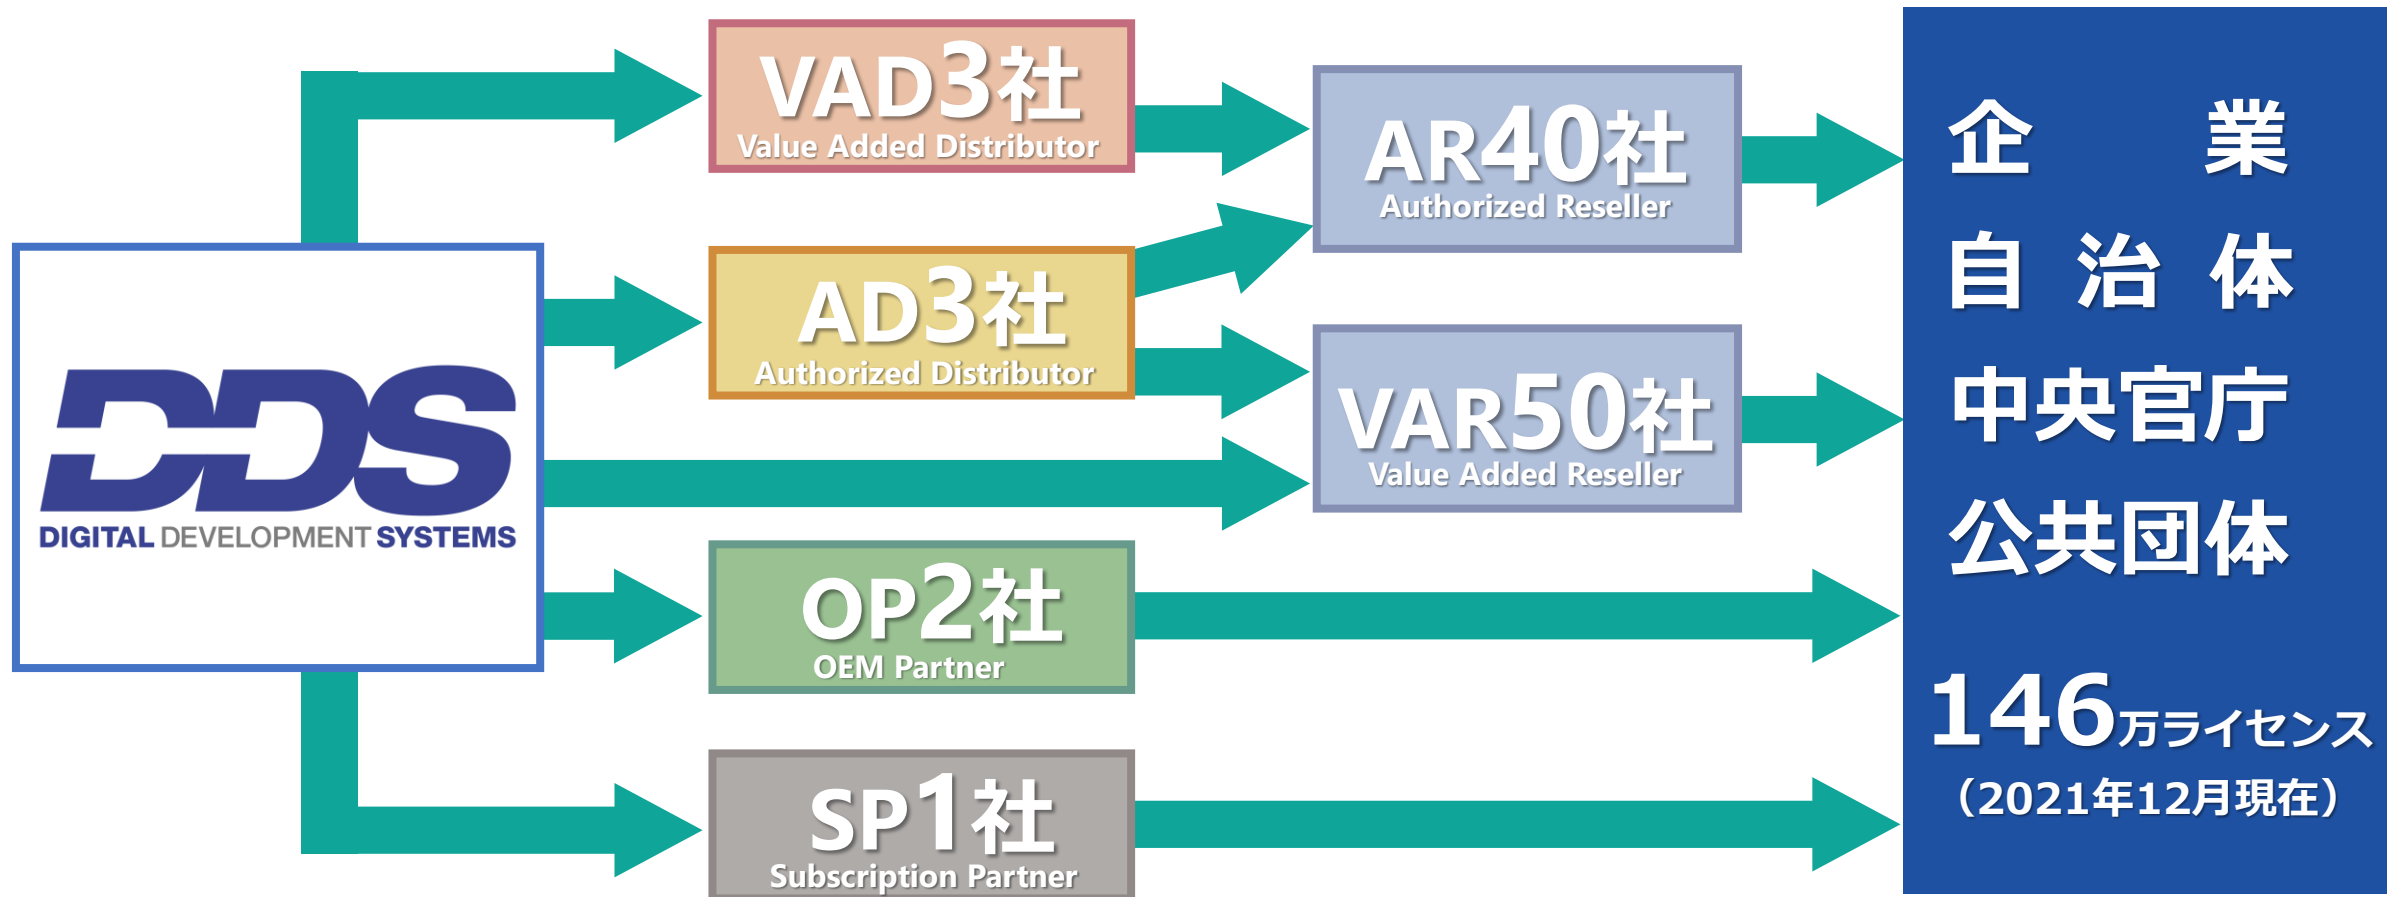 DDS
DIGITAL DEVELOPMENT SYSTEMS
VAD3社
Value Added Distributor
AD3社
Authorized Distributor
OP2社
OEM Partner
SP1社
Subscription Partner
AR40社
Authorized Reseller
VAR50社
Value Added Reseller
企業
自治体
中央官庁
公共団体
146万ライセンス
（2021年12月現在）